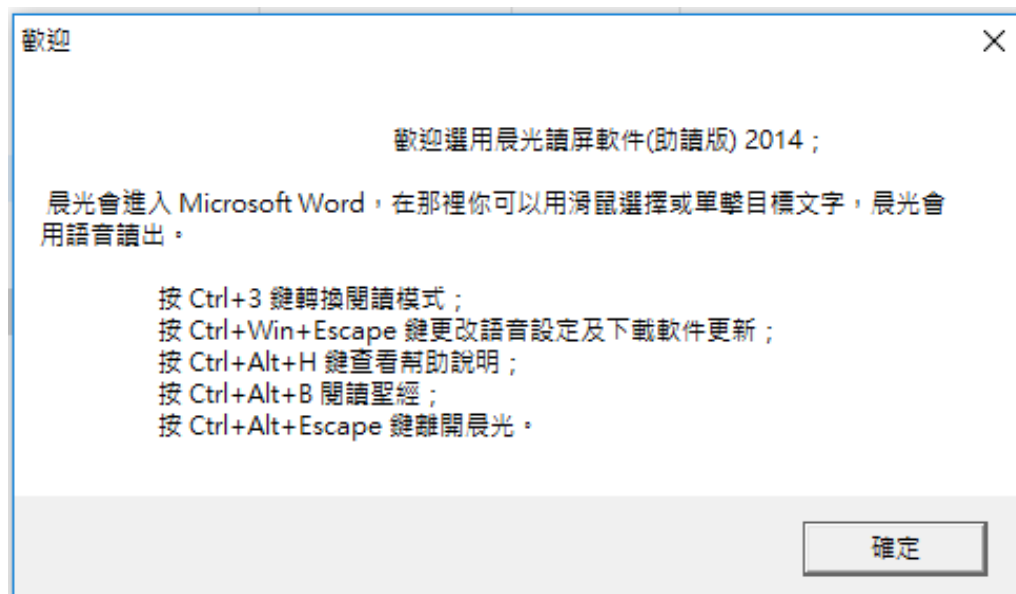 歡迎
歡迎選用晨光讀屏軟件(助讀版) 2014；
晨光會進入 Microsoft Word，在那裡你可以用滑鼠選擇或單擊目標文字，晨光會
用語音讀出。
按 Ctrl+3 鍵轉換閱讀模式；
按 Ctrl+Win+Escape 鍵更改語音設定及下載軟件更新；
按 Ctrl+Alt+H 鍵查看幫助說明；
按 Ctrl+Alt+B 閱讀聖經；
按 Ctrl+Alt+Escape 鍵離開晨光。
確定